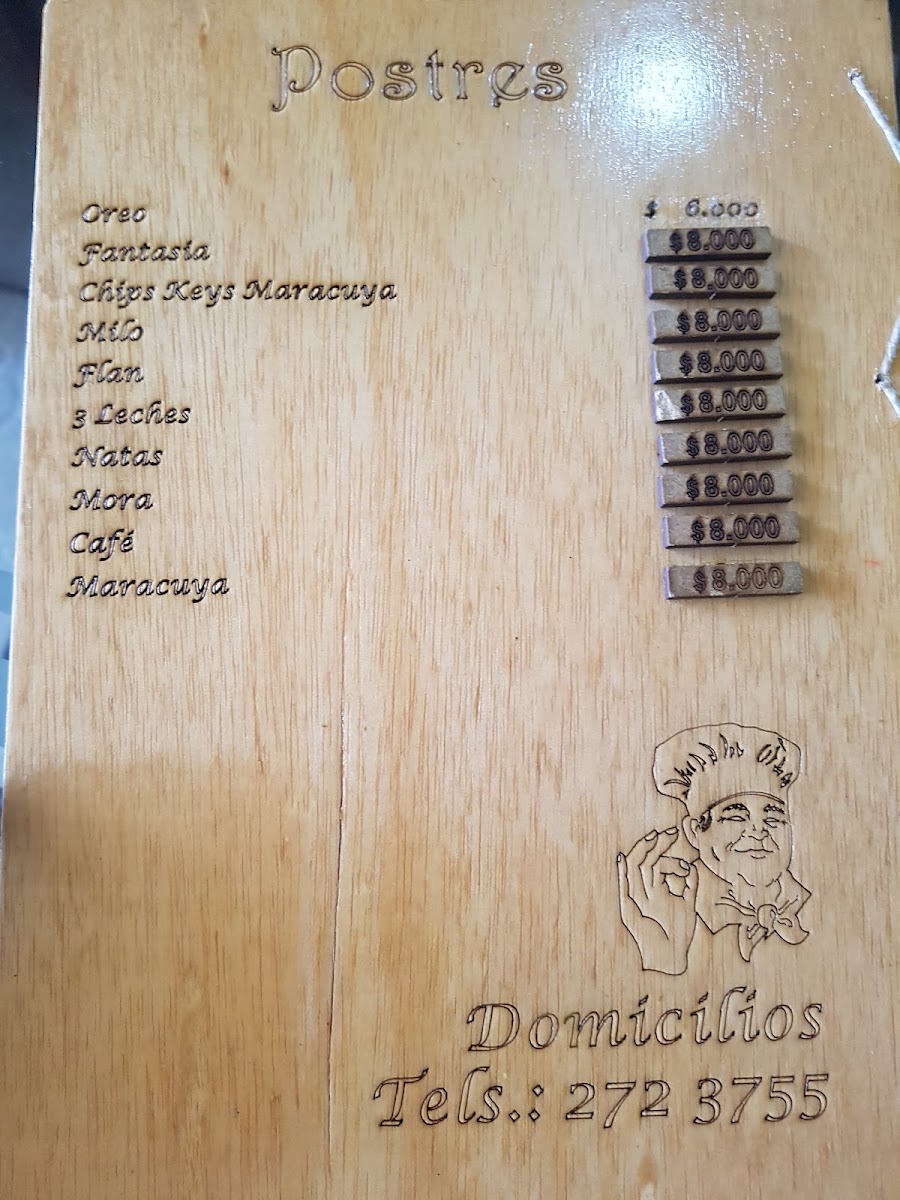 Postres
Oreo $ 6.000
Fantasía $8.000
Chips Keys Maracuya $8.000
Milo $8.000
Flan $8.000
3 Leches $8.000
Natas $8.000
Mora $8.000
Café $8.000
Maracuya $8.000
Domicilios
Tels.: 272 3755